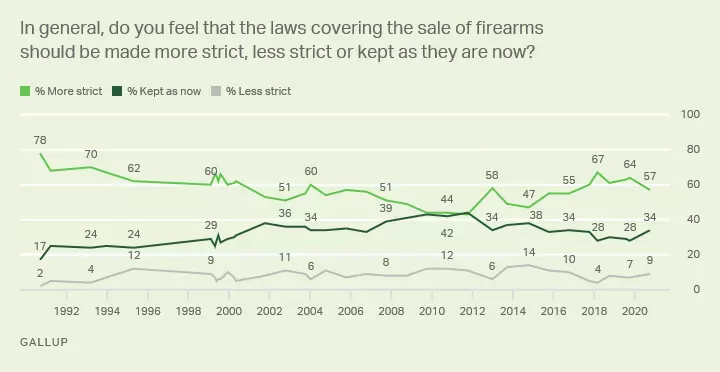 In general, do you feel that the laws covering the sale of firearms
should be made more strict, less strict or kept as they are now?
% More strict % Kept as now % Less strict
100
78 70 62 60 51 60 51 44 58 47 55 67 64 57
80
60
17 24 24 29 36 34 39 42 34 38 34 28 28 34
40
2 4 12 9 11 6 8 12 6 14 10 4 7 9
20
0
1992 1994 1996 1998 2000 2002 2004 2006 2008 2010 2012 2014 2016 2018 2020
GALLUP